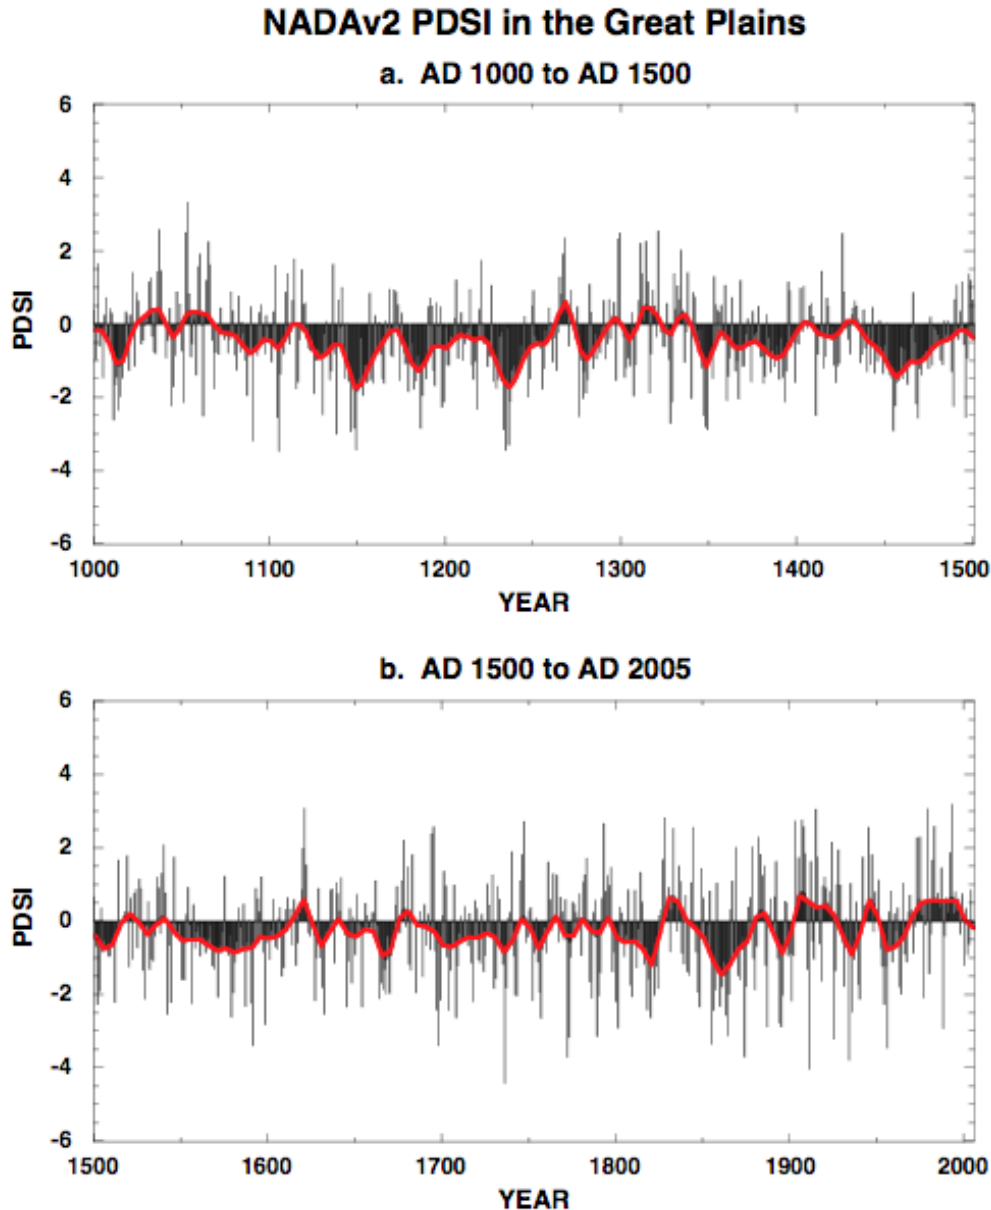 NADAv2 PDSI in the Great Plains
a. AD 1000 to AD 1500
6
4
2
0
-2
-4
-6
PDSI
1000 1100 1200 1300 1400 1500
YEAR
b. AD 1500 to AD 2005
6
4
2
0
-2
-4
-6
PDSI
1500 1600 1700 1800 1900 2000
YEAR